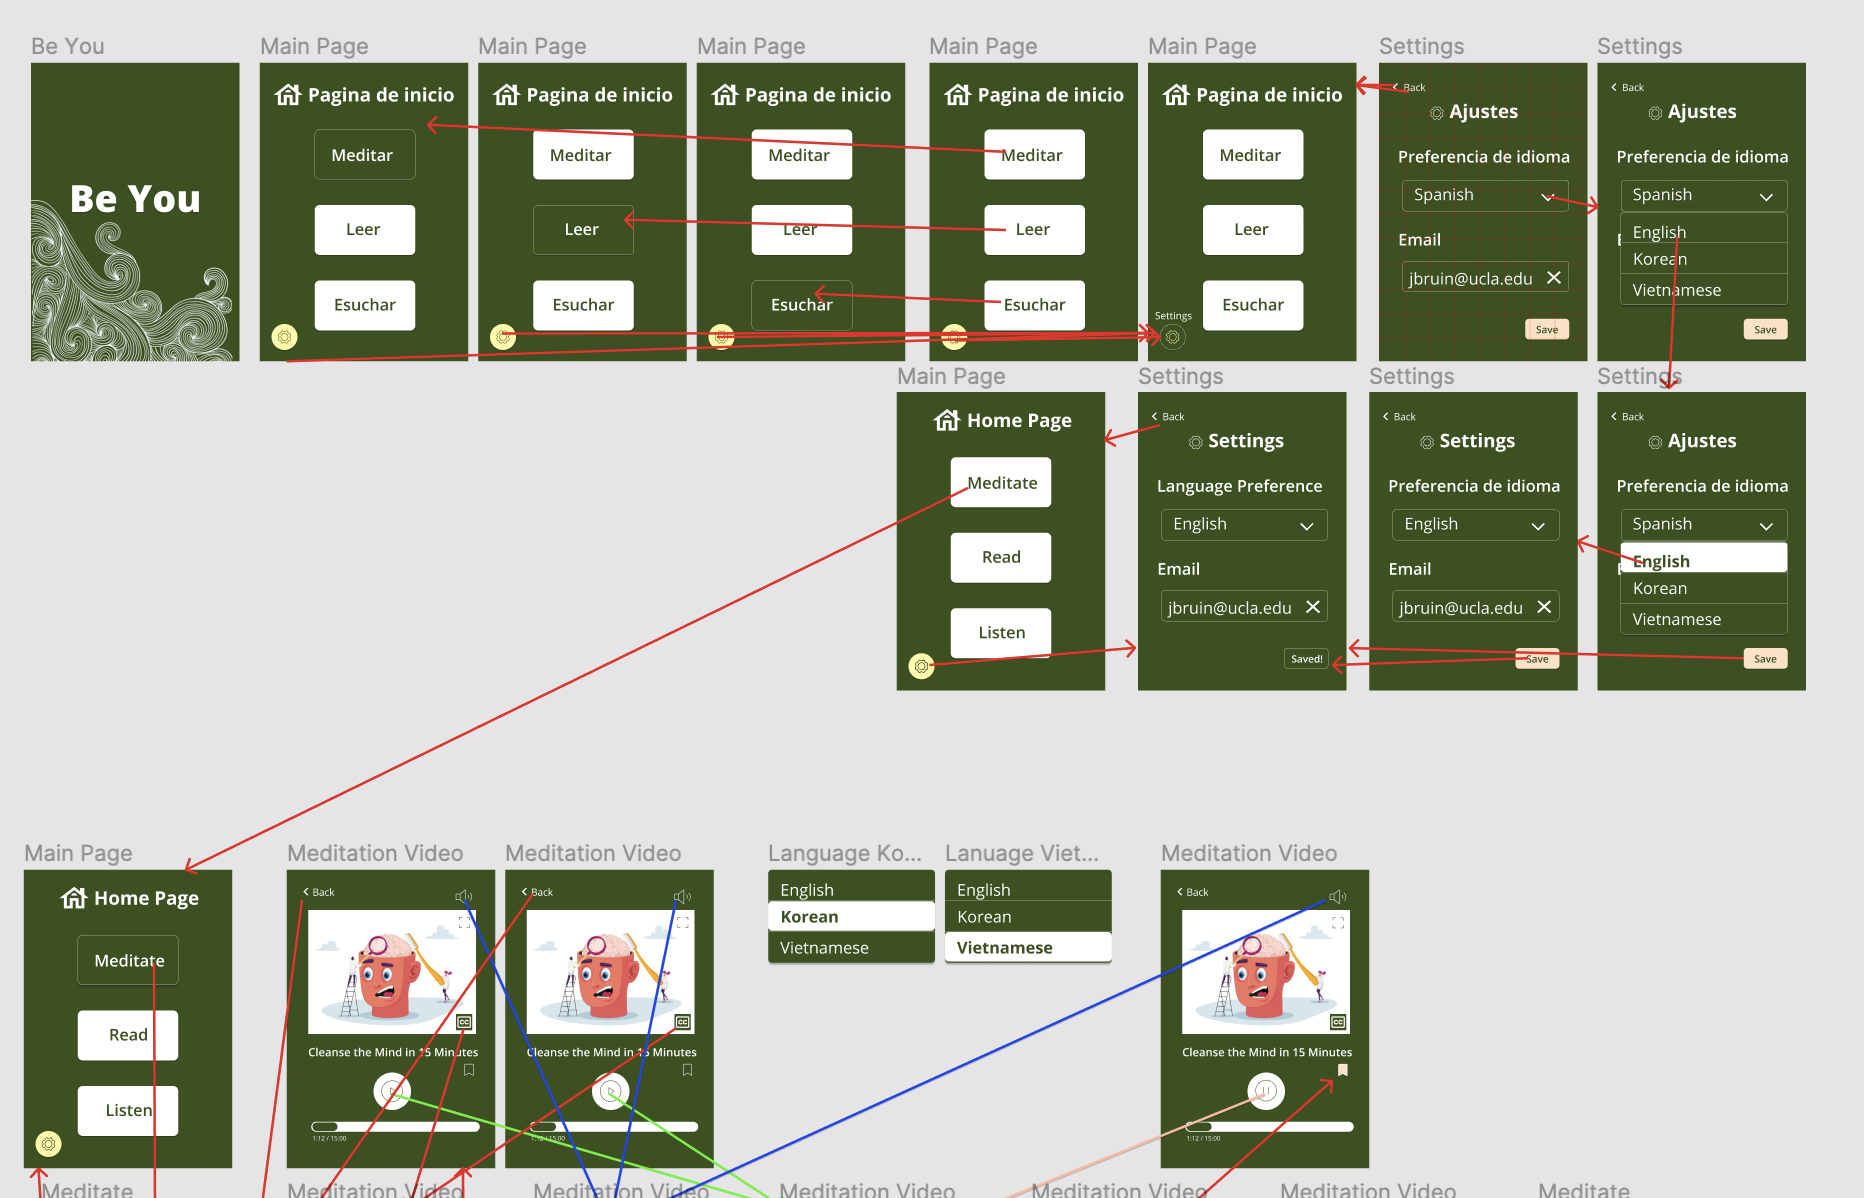 Be You
Main Page
Main Page
Main Page
Main Page
Main Page
Settings
Settings
Be You
Pagina de inicio
Meditar
Leer
Esuchar
Pagina de inicio
Meditar
Leer
Esuchar
Pagina de inicio
Meditar
Leer
Esuchar
Pagina de inicio
Meditar
Leer
Esuchar
Pagina de inicio
Meditar
Leer
Esuchar
Settings
Back
Ajustes
Preferencia de idioma
Spanish
Email
jbruin@ucla.edu
Save
Back
Ajustes
Preferencia de idioma
Spanish
English
Korean
Vietnamese
Save
Main Page
Settings
Settings
Settings
Home Page
Meditate
Read
Listen
Back
Settings
Language Preference
English
Email
jbruin@ucla.edu
Saved!
Back
Settings
Preferencia de idioma
English
Email
jbruin@ucla.edu
Save
Back
Ajustes
Preferencia de idioma
Spanish
English
Korean
Vietnamese
Save
Main Page
Meditation Video
Meditation Video
Language Ko...
Lanuage Viet...
Meditation Video
Home Page
Meditate
Read
Listen
Back
CC
Cleanse the Mind in 15 Minutes
1:12 / 15:00
Back
CC
Cleanse the Mind in 15 Minutes
1:12 / 15:00
English
Korean
Vietnamese
English
Korean
Vietnamese
Back
CC
Cleanse the Mind in 15 Minutes
1:12 / 15:00
Meditate
Meditation Video
Meditation Video
Meditation Video
Meditation Video
Meditation Video
Meditate